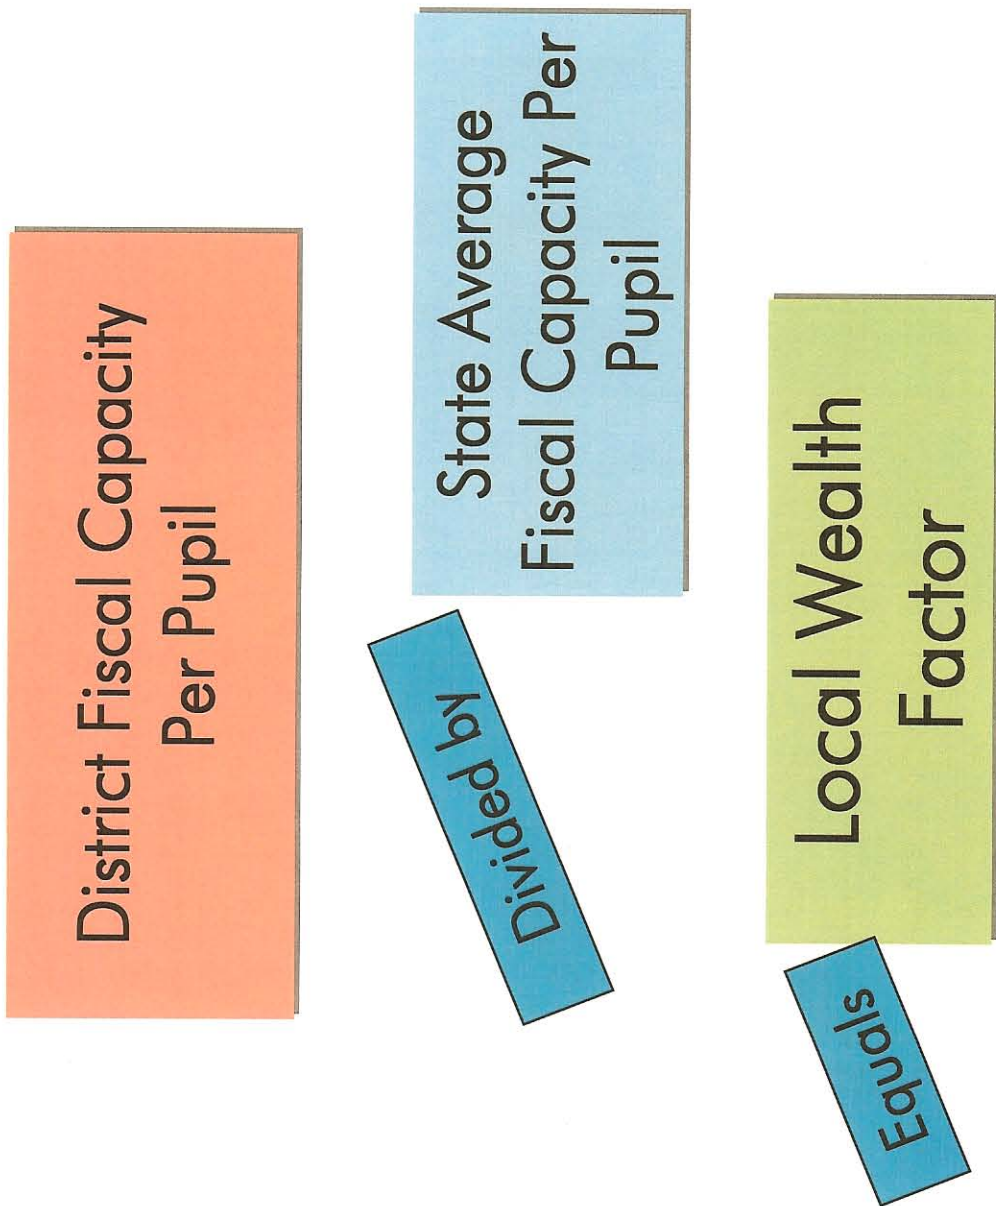 District Fiscal Capacity
Per Pupil
Divided by
State Average
Fiscal Capacity Per
Pupil
Equals
Local Wealth
Factor